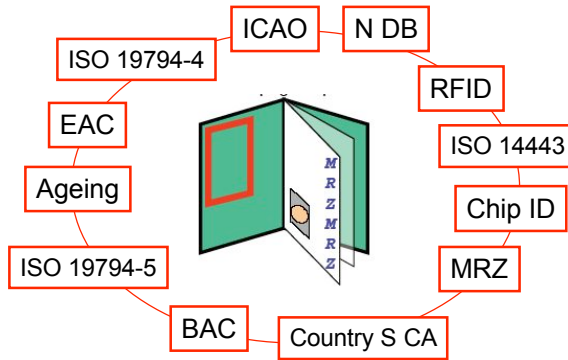 ICAO
N DB
ISO 19794-4
RFID
EAC
ISO 14443
Ageing
Chip ID
ISO 19794-5
MRZ
BAC
Country S CA
MRZMRZ